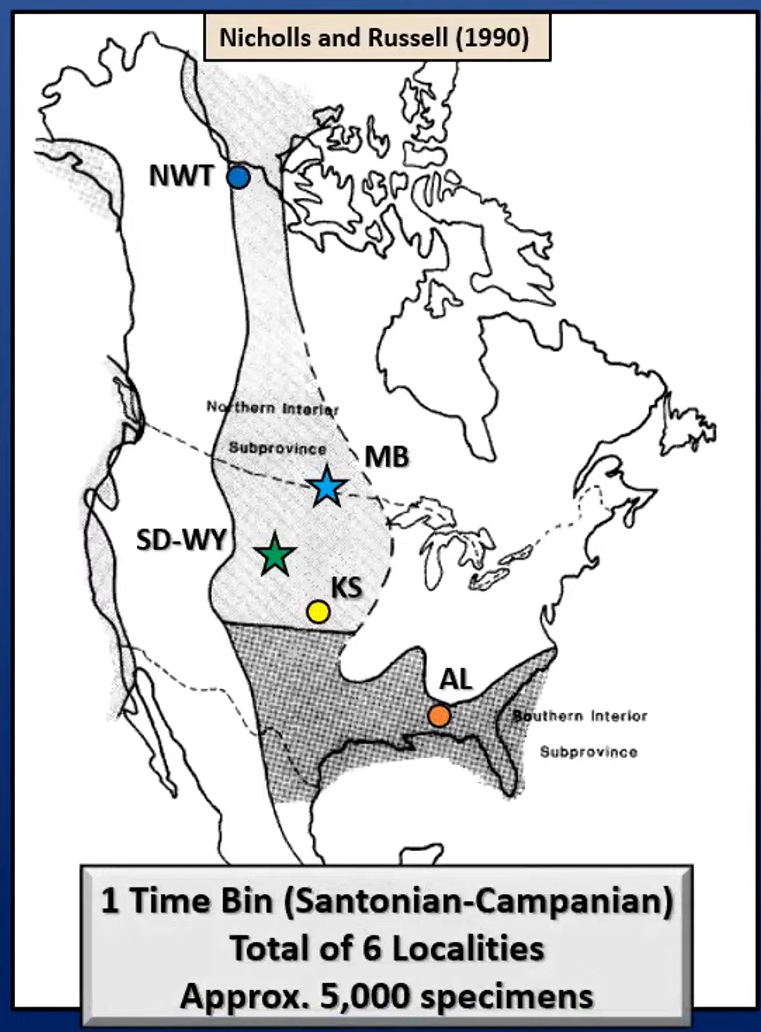 Nicholls and Russell (1990)
NWT
Northern Interior
Subprovince
MB
SD-WY
KS
AL
Southern Interior
Subprovince
1 Time Bin (Santonian-Campanian)
Total of 6 Localities
Approx. 5,000 specimens